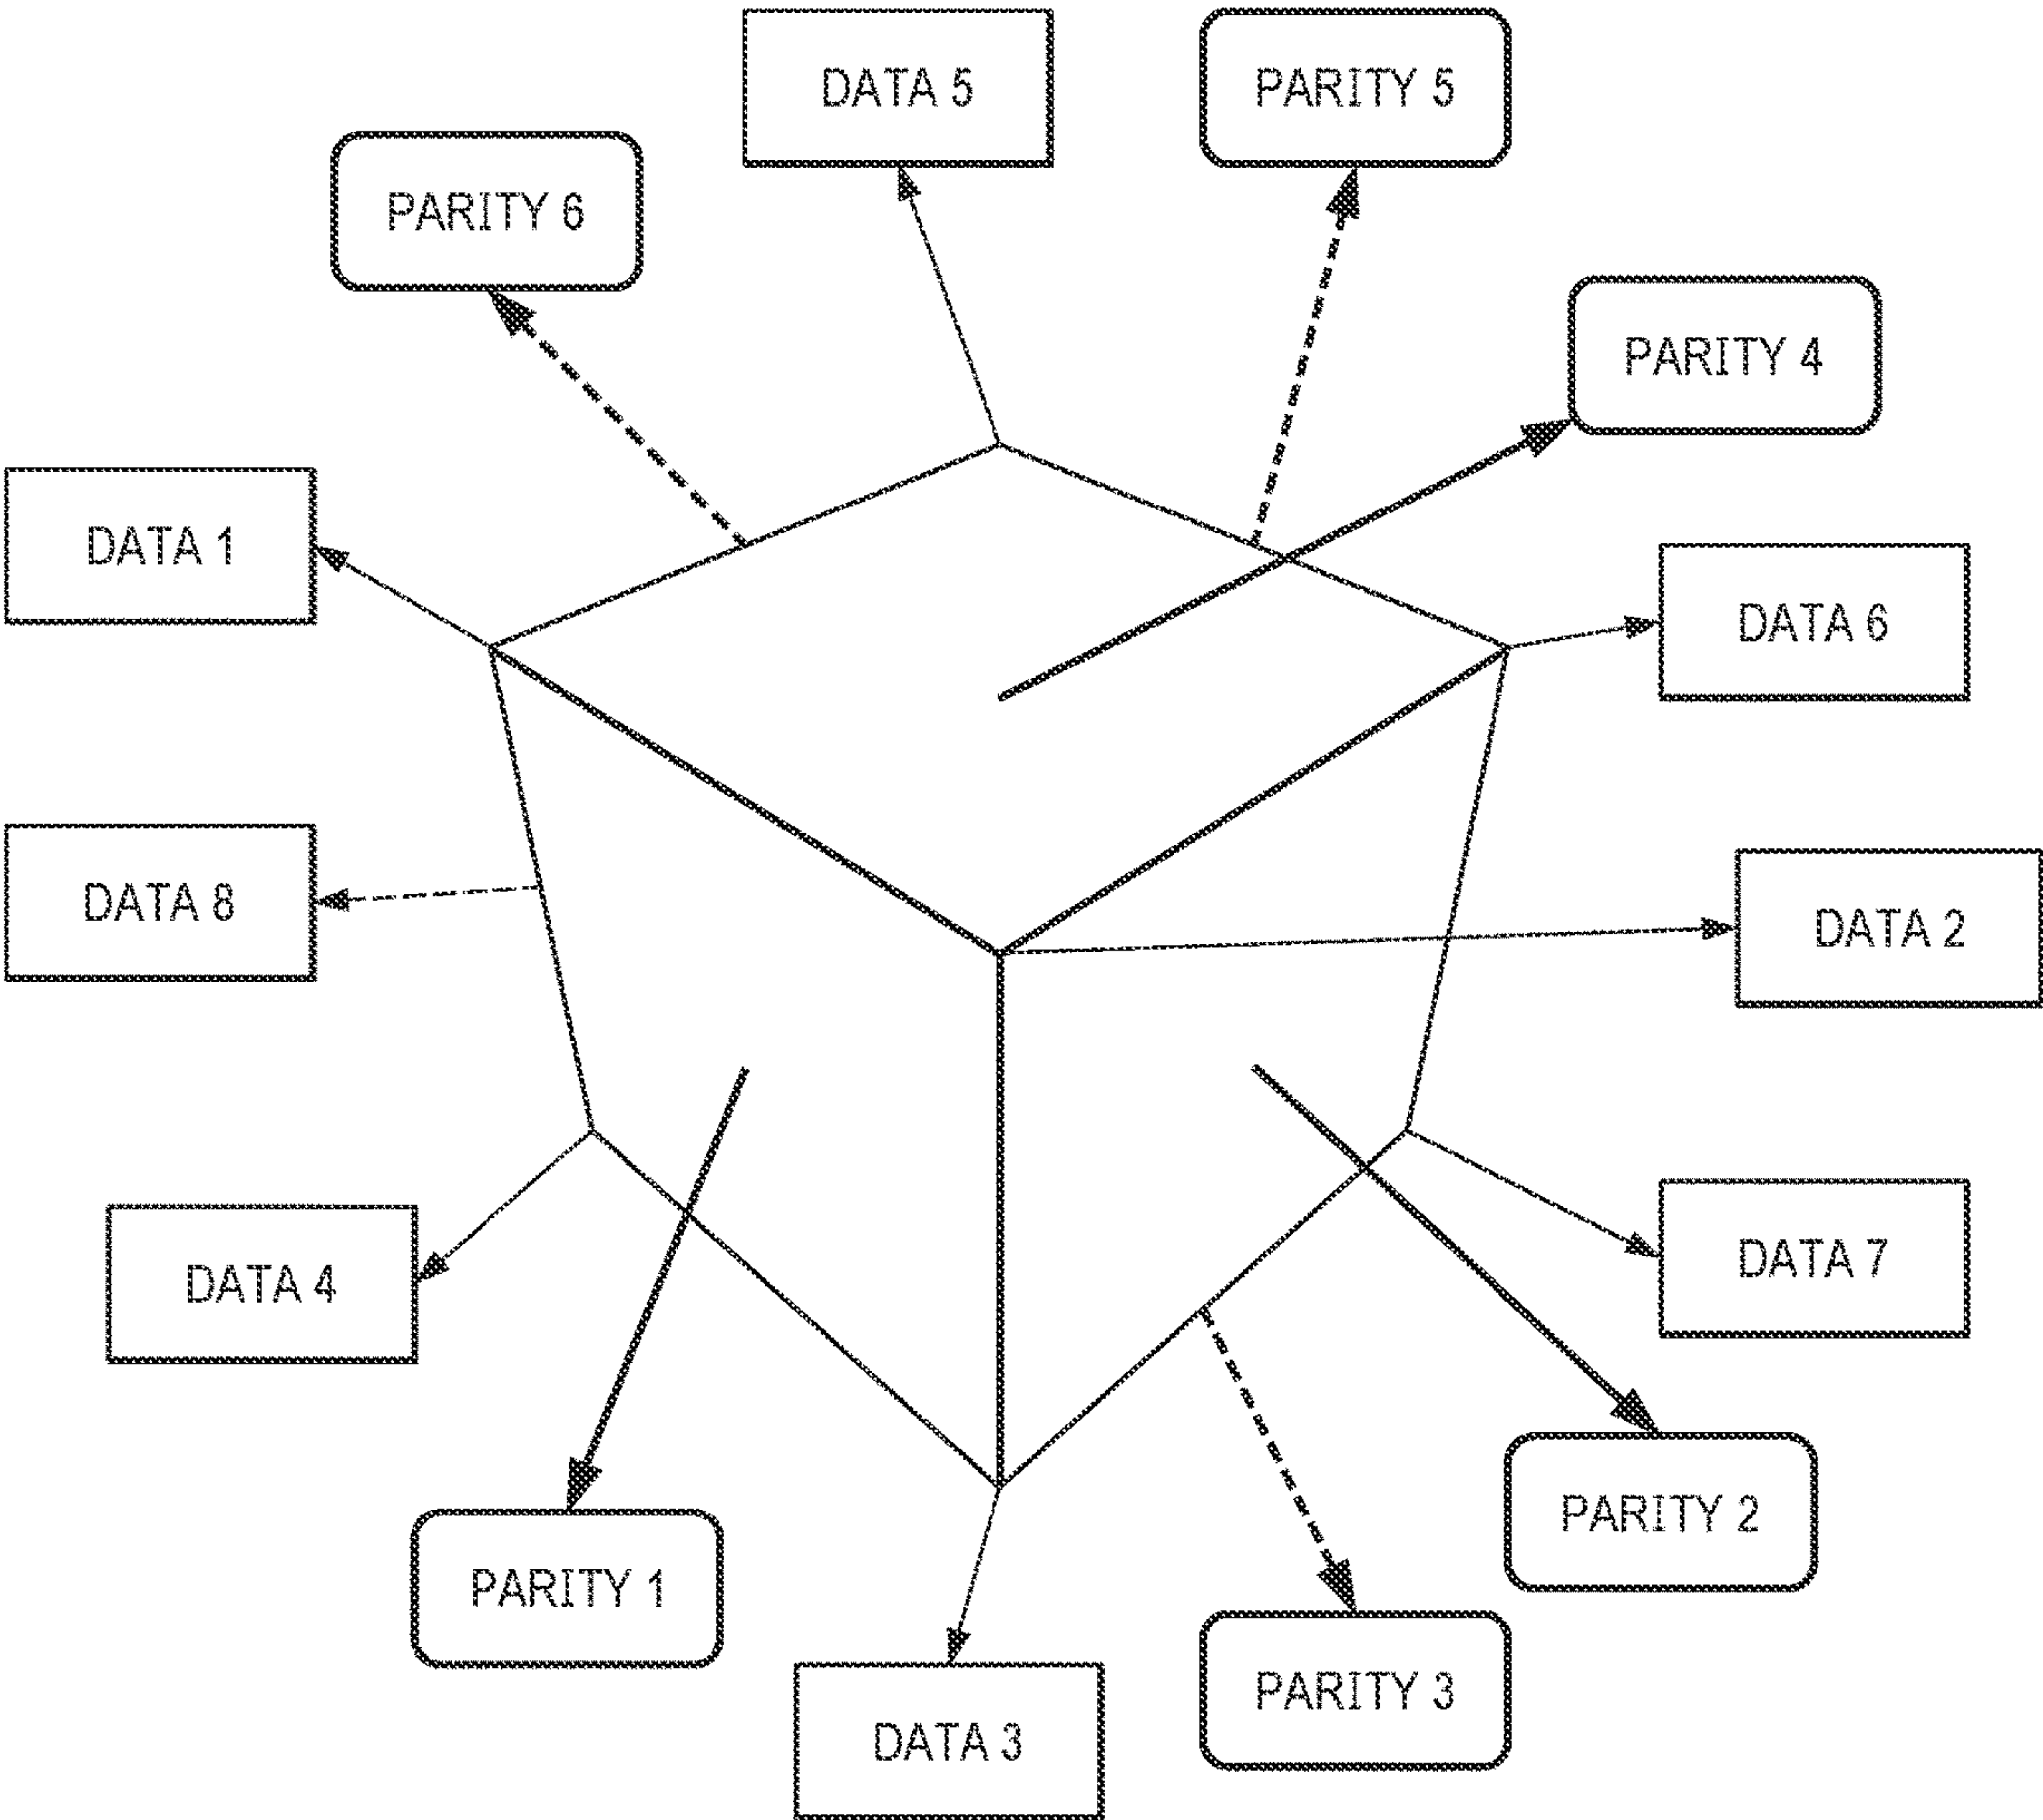 DATA 5
PARITY 5
PARITY 6
PARITY 4
DATA 1
DATA 6
DATA 8
DATA 2
DATA 4
DATA 7
PARITY 2
PARITY 1
PARITY 3
DATA 3